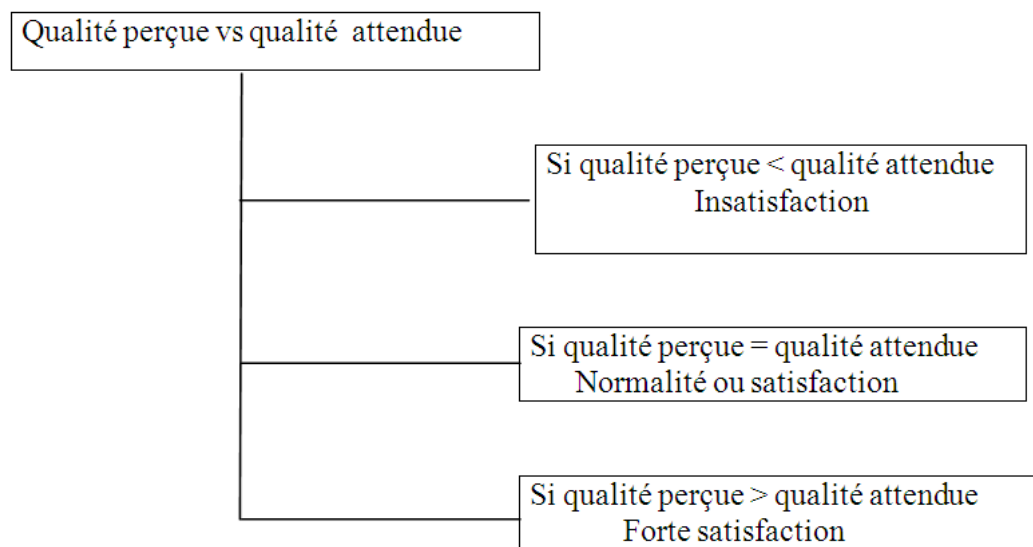 Qualité perçue vs qualité attendue
Si qualité perçue < qualité attendue
Insatisfaction
Si qualité perçue = qualité attendue
Normalité ou satisfaction
Si qualité perçue > qualité attendue
Forte satisfaction